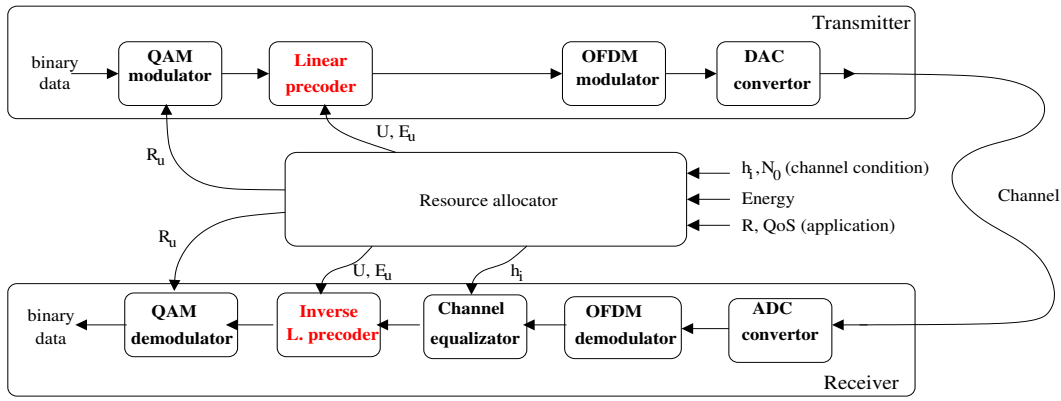 Transmitter
binary
data
QAM
modulator
Linear
precoder
OFDM
modulator
DAC
convertor
R_u
U, E_u
Resource allocator
h_i, N_0 (channel condition)
Energy
R, QoS (application)
Channel
R_u
U, E_u
h_i
binary
data
QAM
demodulator
Inverse
L. precoder
Channel
equalizator
OFDM
demodulator
ADC
convertor
Receiver